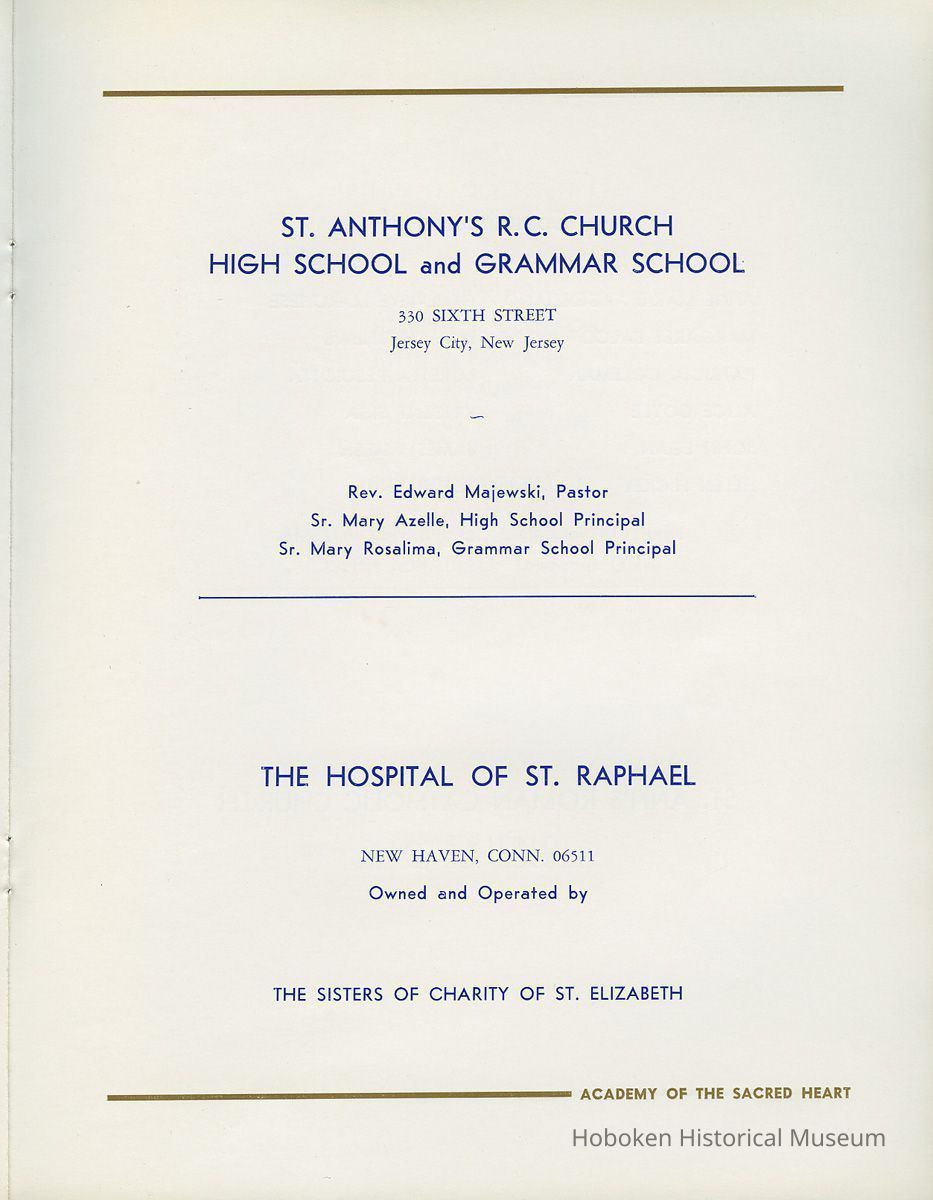 ST. ANTHONY'S R.C. CHURCH
HIGH SCHOOL and GRAMMAR SCHOOL
330 SIXTH STREET
Jersey City, New Jersey
Rev. Edward Majewski, Pastor
Sr. Mary Azelle, High School Principal
Sr. Mary Rosalima, Grammar School Principal
THE HOSPITAL OF ST. RAPHAEL
NEW HAVEN, CONN. 06511
Owned and Operated by
THE SISTERS OF CHARITY OF ST. ELIZABETH
ACADEMY OF THE SACRED HEART
Hoboken Historical Museum